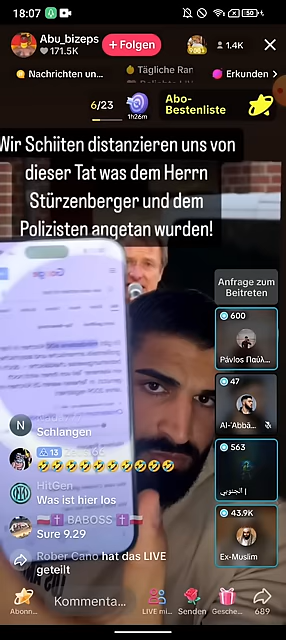 18:07
Abu_bizeps
171.5K
+ Folgen
1.4K
Nachrichten un...
Tägliche Ran
Erkunden
6/23
1h26m
Abo-
Bestenliste
Wir Schiiten distanzieren uns von
dieser Tat was dem Herrn
Stürzenberger und dem
Polizisten angetan wurden!
Anfrage zum
Beitreten
600
Pávlos Παύλ...
47
Al-'Abbā...
563
الجنوبي |
43.9K
Ex-Muslim
N
Schlangen
13
HitGen
Was ist hier los
BABOSS
Sure 9.29
Rober Cano hat das LIVE
geteilt
Abonn...
Kommenta...
LIVE mi...
Senden
Gesche...
689